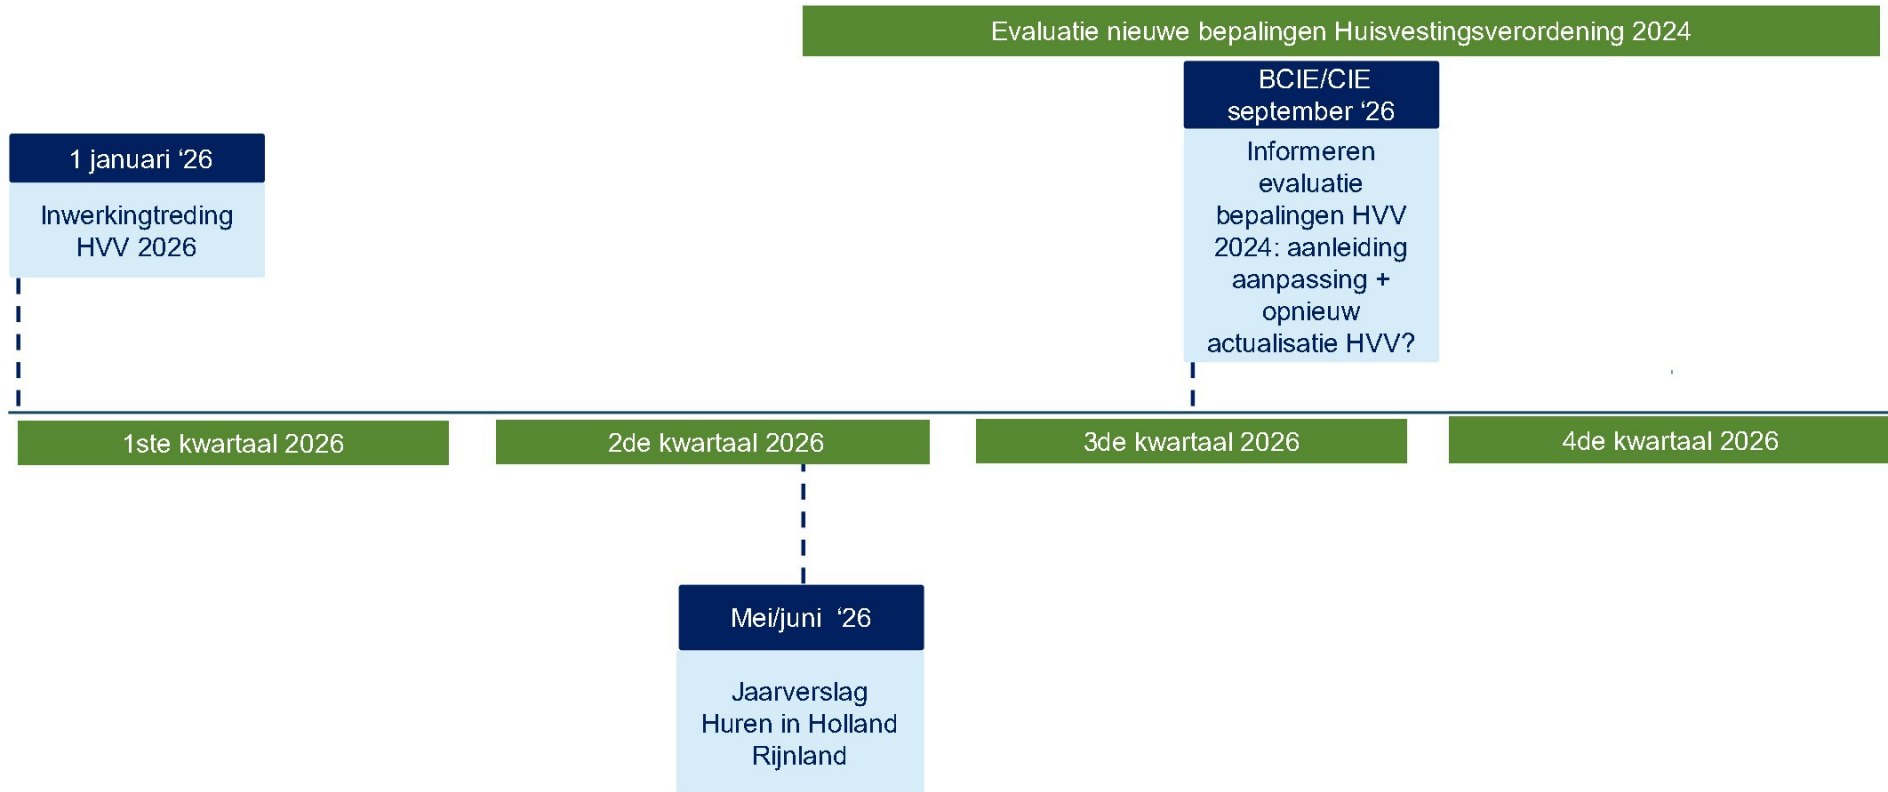 Evaluatie nieuwe bepalingen Huisvestingsverordening 2024
BCIE/CIE
september ‘26
Informeren
evaluatie
bepalingen HVV
2024: aanleiding
aanpassing +
opnieuw
actualisatie HVV?
1 januari ‘26
Inwerkingtreding
HVV 2026
1ste kwartaal 2026
2de kwartaal 2026
3de kwartaal 2026
4de kwartaal 2026
Mei/juni ‘26
Jaarverslag
Huren in Holland
Rijnland